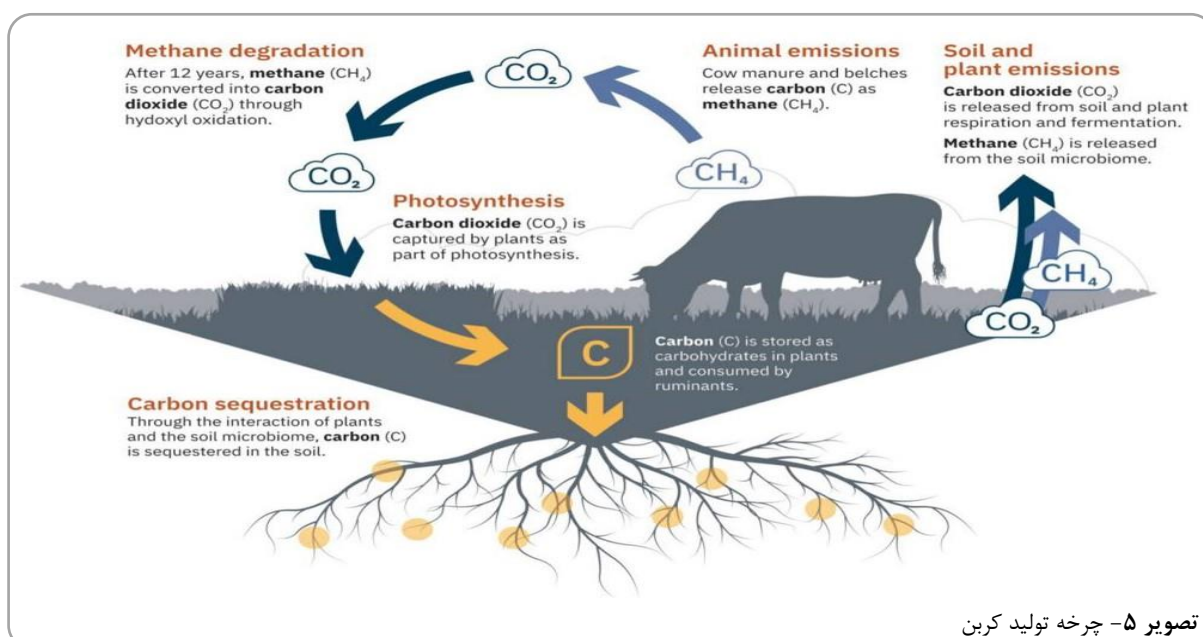 Methane degradation
After 12 years, methane (CH₄)
is converted into carbon
dioxide (CO₂) through
hydoxyl oxidation.
CO₂
Animal emissions
Cow manure and belches
release carbon (C) as
methane (CH₄).
Soil and
plant emissions
Carbon dioxide (CO₂)
is released from soil and plant
respiration and fermentation.
Methane (CH₄) is released
from the soil microbiome.
CO₂
CH₄
Photosynthesis
Carbon dioxide (CO₂) is
captured by plants as
part of photosynthesis.
CH₄
CO₂
C
Carbon (C) is stored as
carbohydrates in plants
and consumed by
ruminants.
Carbon sequestration
Through the interaction of plants
and the soil microbiome, carbon (C)
is sequestered in the soil.
تصویر ۵- چرخه تولید کربن